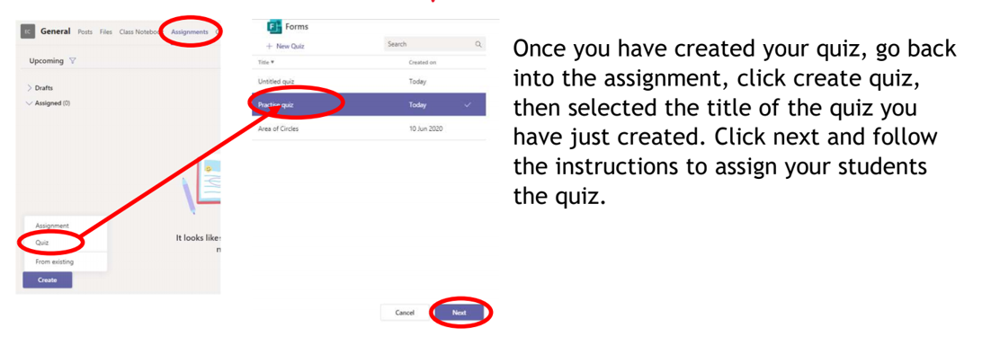 EC General Posts Files Class Notebook Assignments
Upcoming
Drafts
Assigned (0)
Assignment
Quiz
From existing
Create
It looks like
Forms
+ New Quiz
Search
Title
Created on
Untitled quiz
Today
Practise quiz
Today
Area of Circles
10 Jun 2020
Cancel
Next
Once you have created your quiz, go back
into the assignment, click create quiz,
then selected the title of the quiz you
have just created. Click next and follow
the instructions to assign your students
the quiz.